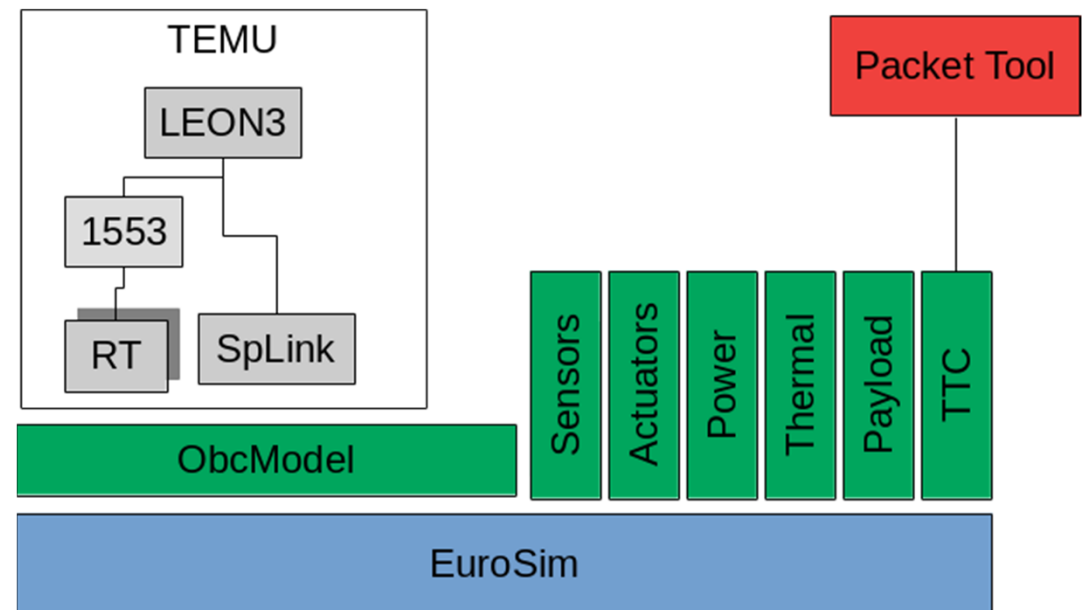 TEMU
LEON3
1553
RT
SpLink
Packet Tool
Sensors
Actuators
Power
Thermal
Payload
TTC
ObcModel
EuroSim